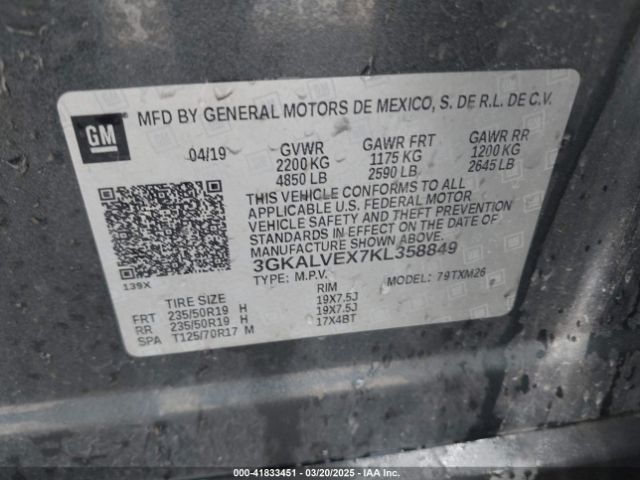 GM
MFD BY GENERAL MOTORS DE MEXICO, S. DE R.L. DE C.V.
04/19 GVWR GAWR FRT GAWR RR
2200 KG 1175 KG 1200 KG
4850 LB 2590 LB 2645 LB
THIS VEHICLE CONFORMS TO ALL
APPLICABLE U.S. FEDERAL MOTOR
VEHICLE SAFETY AND THEFT PREVENTION
STANDARDS IN EFFECT ON THE DATE OF
MANUFACTURE SHOWN ABOVE.
3GKALVEX7KL358849
139X
TYPE: M.P.V. MODEL: 79TXM26
TIRE SIZE RIM
FRT 235/50R19 H 19X7.5J
RR 235/50R19 H 19X7.5J
SPA T125/70R17 M 17X4BT
000-41833451 | 03/20/2025 | IAA Inc.